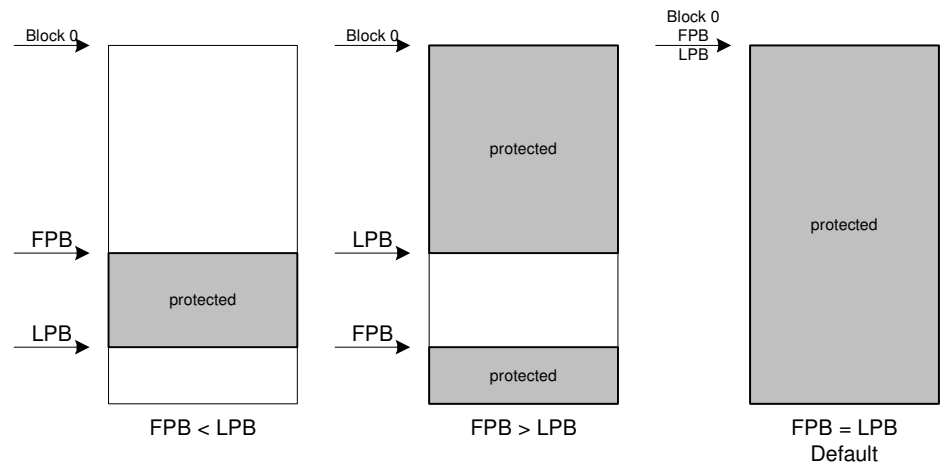 Block 0
FPB
LPB
protected
FPB < LPB
Block 0
protected
LPB
FPB
protected
FPB > LPB
Block 0
FPB
LPB
protected
FPB = LPB
Default